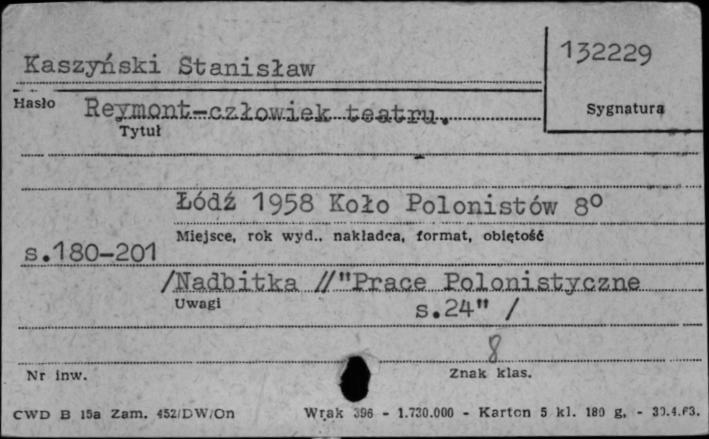 Kaszyński Stanisław
132229
Hasło
Reymont-człowiek teatru.
Sygnatura
Tytuł
Łódź 1958 Koło Polonistów 8°
Miejsce, rok wyd., nakładca, format, objętość
s.180-201
/Nadbitka //"Prace Polonistyczne
Uwagi
s.24" /
8
Nr inw.
Znak klas.
CWD B 15a Zam. 452/DW/On Wrak 396 - 1.730.000 - Karton 5 kl. 180 g. - 30.4.63.